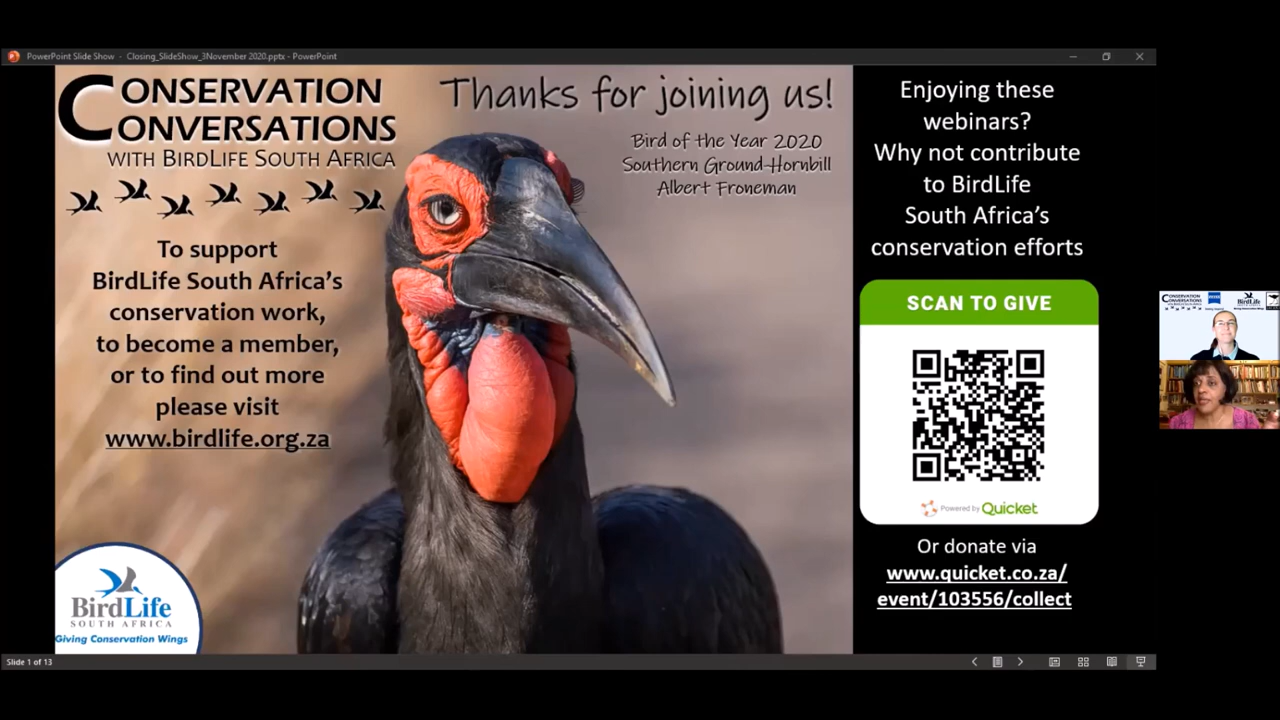 PowerPoint Slide Show - Closing_SlideShow_3November 2020.pptx - PowerPoint
CONSERVATION
CONVERSATIONS
WITH BIRDLIFE SOUTH AFRICA
Thanks for joining us!
Bird of the Year 2020
Southern Ground-Hornbill
Albert Froneman
To support
BirdLife South Africa's
conservation work,
to become a member,
or to find out more
please visit
www.birdlife.org.za
BirdLife
SOUTH AFRICA
Giving Conservation Wings
Enjoying these
webinars?
Why not contribute
to BirdLife
South Africa's
conservation efforts
SCAN TO GIVE
Powered by Quicket
Or donate via
www.quicket.co.za/
event/103556/collect
CONSERVATION
CONVERSATIONS
BirdLife
Slide 1 of 13